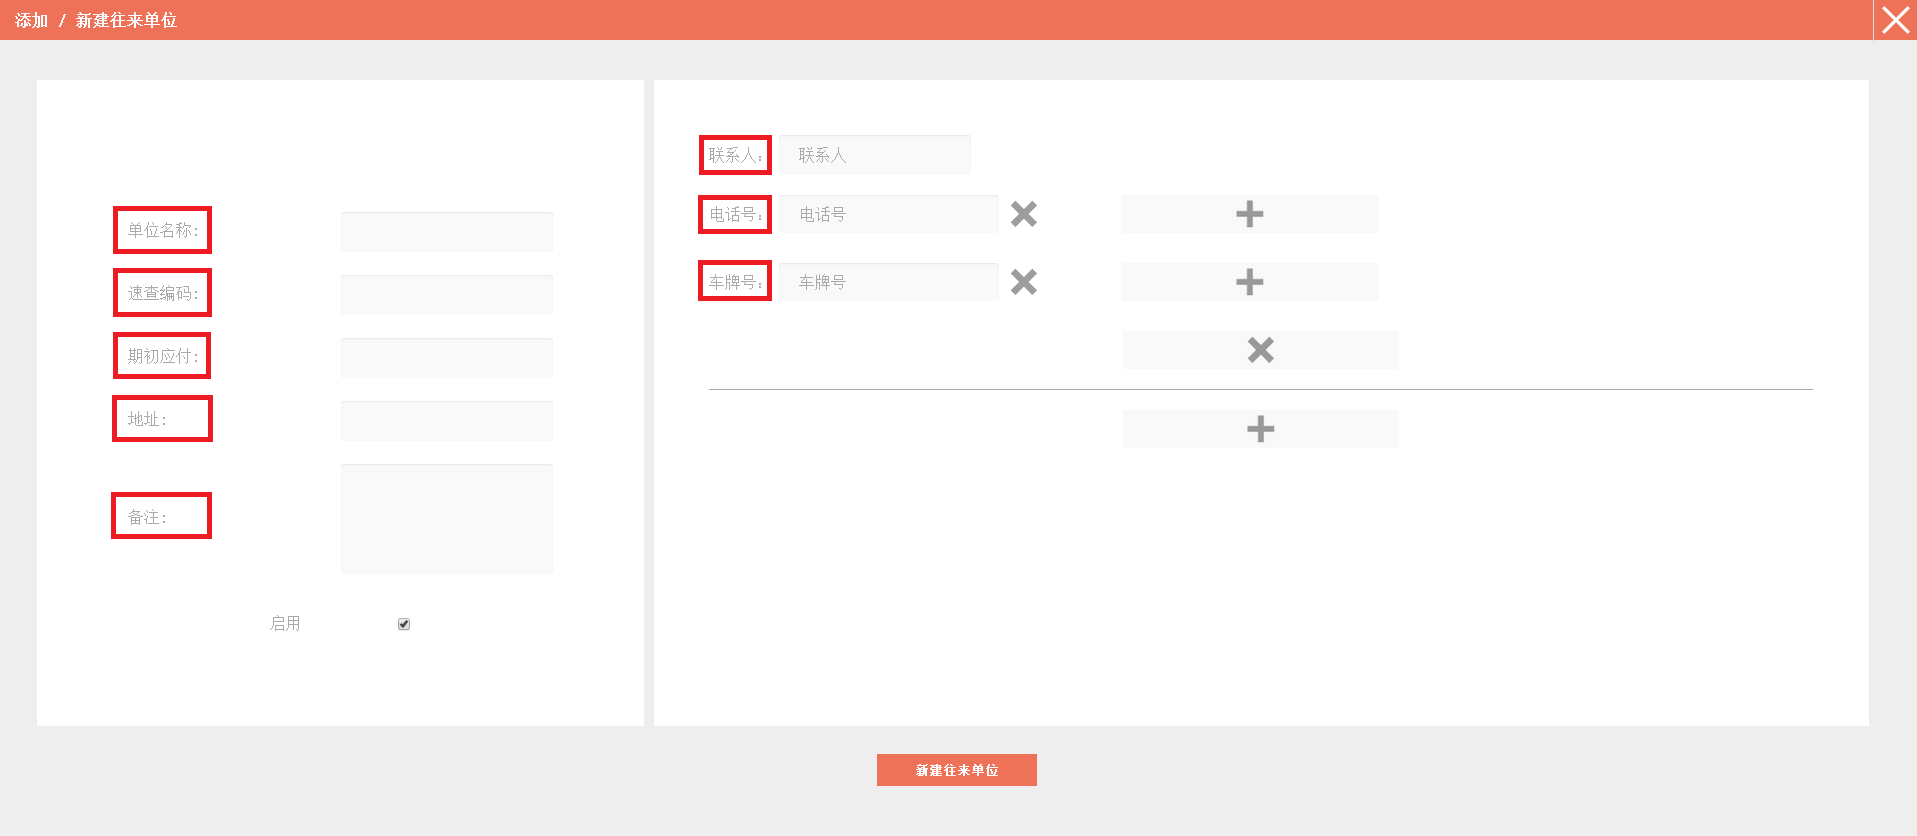 添加 / 新建往来单位
单位名称:
速查编码:
期初应付:
地址:
备注:
启用
联系人: 联系人
电话号: 电话号
车牌号: 车牌号
新建往来单位